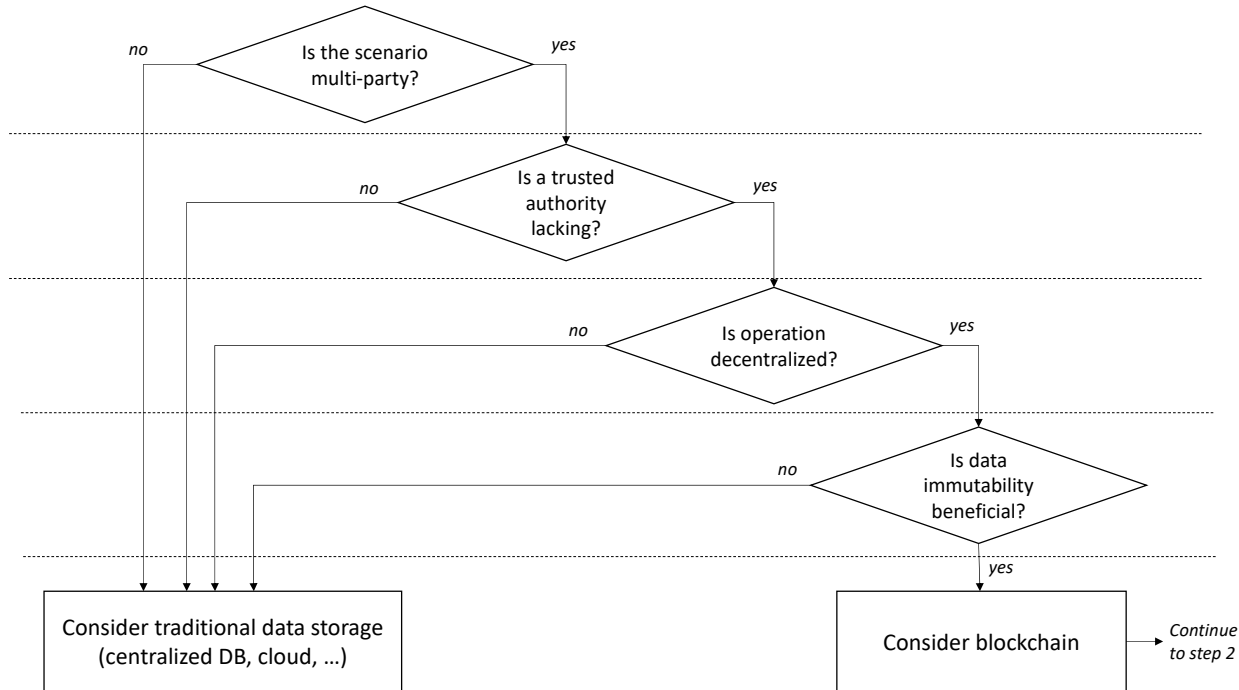 no
Is the scenario
multi-party?
yes
no
Is a trusted
authority
lacking?
yes
no
Is operation
decentralized?
yes
no
Is data
immutability
beneficial?
yes
Consider traditional data storage
(centralized DB, cloud, ...)
Consider blockchain
Continue
to step 2